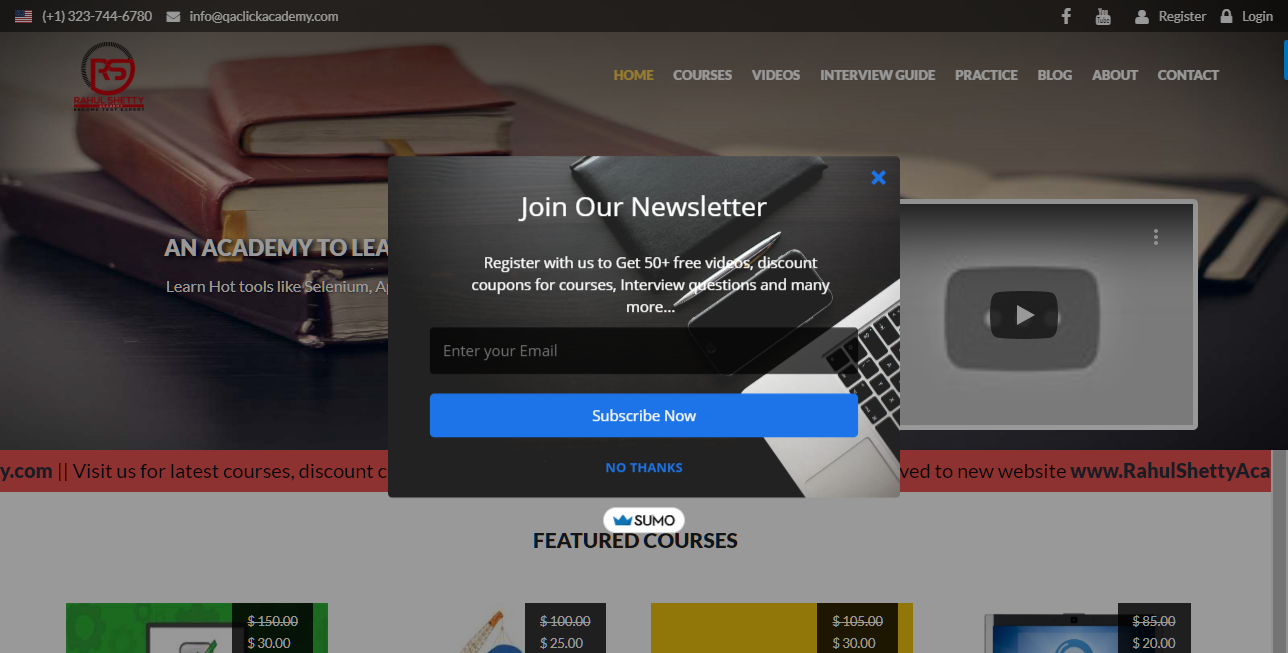 (+1) 323-744-6780 info@qaclickacademy.com Register Login
RS
RAHUL SHETTY
HOME COURSES VIDEOS INTERVIEW GUIDE PRACTICE BLOG ABOUT CONTACT
Join Our Newsletter
Register with us to Get 50+ free videos, discount
coupons for courses, Interview questions and many
more...
AN ACADEMY TO LEA
Learn Hot tools like Selenium, Ap
Enter your Email
Subscribe Now
NO THANKS
y.com || Visit us for latest courses, discount c
ved to new website www.RahulShettyAca
SUMO
FEATURED COURSES
$ 150.00 $ 100.00 $ 105.00 $ 85.00
$ 30.00 $ 25.00 $ 30.00 $ 20.00